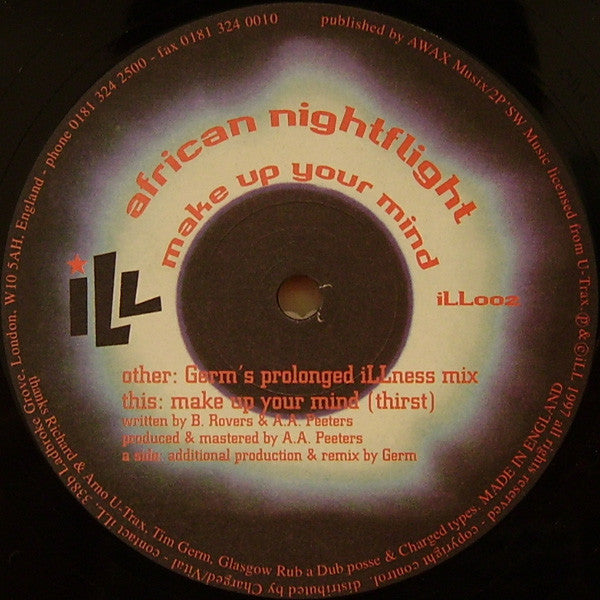 african nightflight
make up your mind
iLL
iLL002
other: Germ's prolonged iLLness mix
this: make up your mind (thirst)
written by B. Rovers & A.A. Peeters
produced & mastered by A.A. Peeters
a side: additional production & remix by Germ
published by AWAX Musix/2P'SW Music licensed from U-Trax. ℗ & © iLL 1997 all rights reserved - copyright control. distributed by Charged/Vital - contact iLL, 338b Ladbroke Grove, London, W10 5AH, England - phone 0181 324 2500 - fax 0181 324 0010
thanks Richard & Arno U-Trax, Tim Germ, Glasgow Rub a Dub posse & Charged types. MADE IN ENGLAND